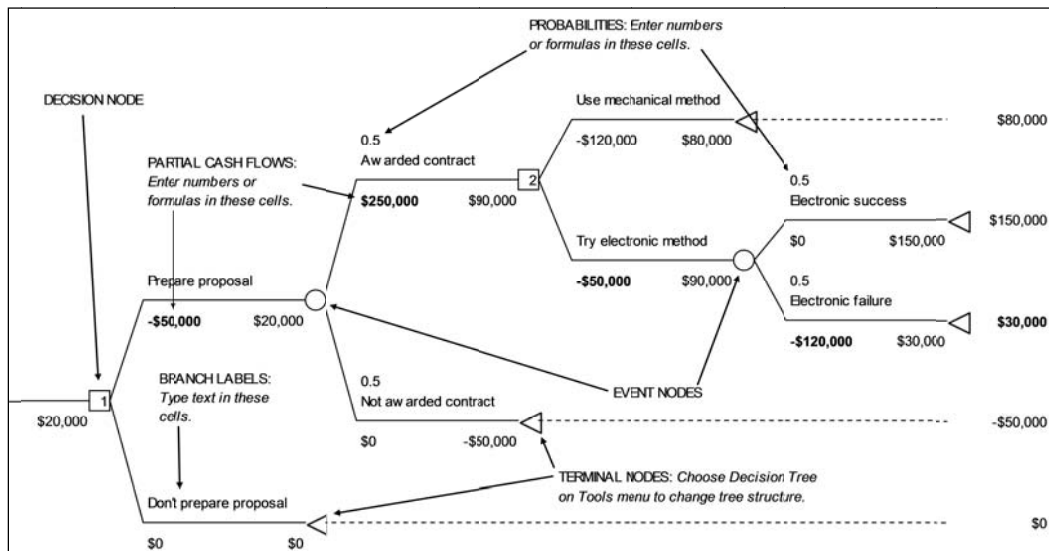 PROBABILITIES: Enter numbers
or formulas in these cells.
DECISION NODE
Use mechanical method
$80,000
0.5
-$120,000 $80,000
PARTIAL CASH FLOWS:
Enter numbers or
formulas in these cells.
Awarded contract
2
0.5
Electronic success
$250,000 $90,000
$150,000
Try electronic method
$0 $150,000
Prepare proposal
-$50,000 $90,000
0.5
Electronic failure
-$50,000 $20,000
$30,000
-$120,000 $30,000
BRANCH LABELS:
Type text in these
cells.
0.5
Not awarded contract
EVENT NODES
1
$20,000
-$50,000
$0 -$50,000
TERMINAL NODES: Choose Decision Tree
on Tools menu to change tree structure.
Don't prepare proposal
$0
$0 $0